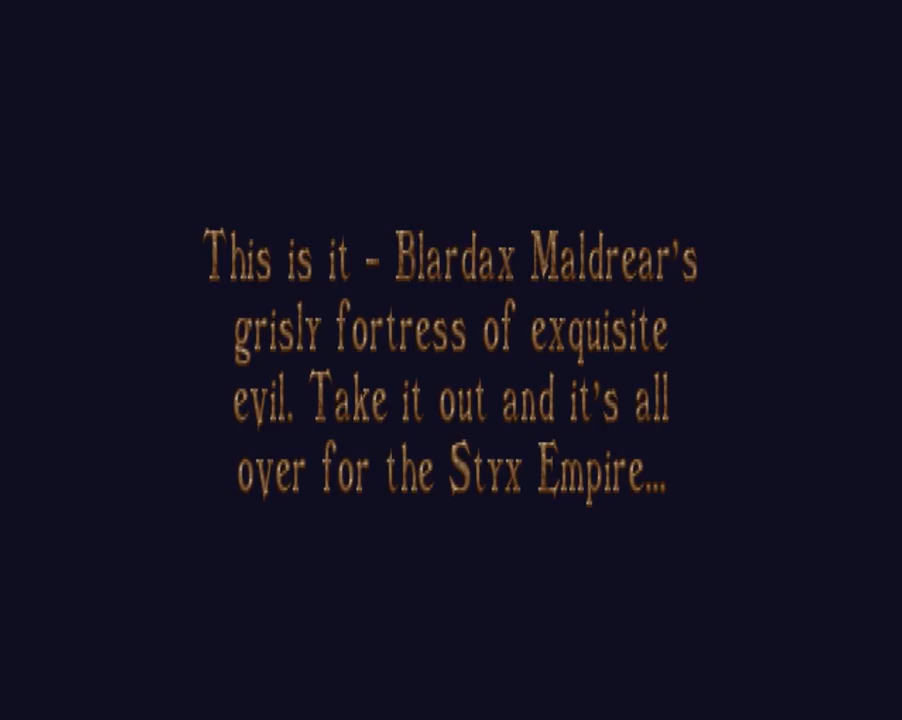 This is it - Blardax Maldrear's
grisly fortress of exquisite
evil. Take it out and it's all
over for the Styx Empire...